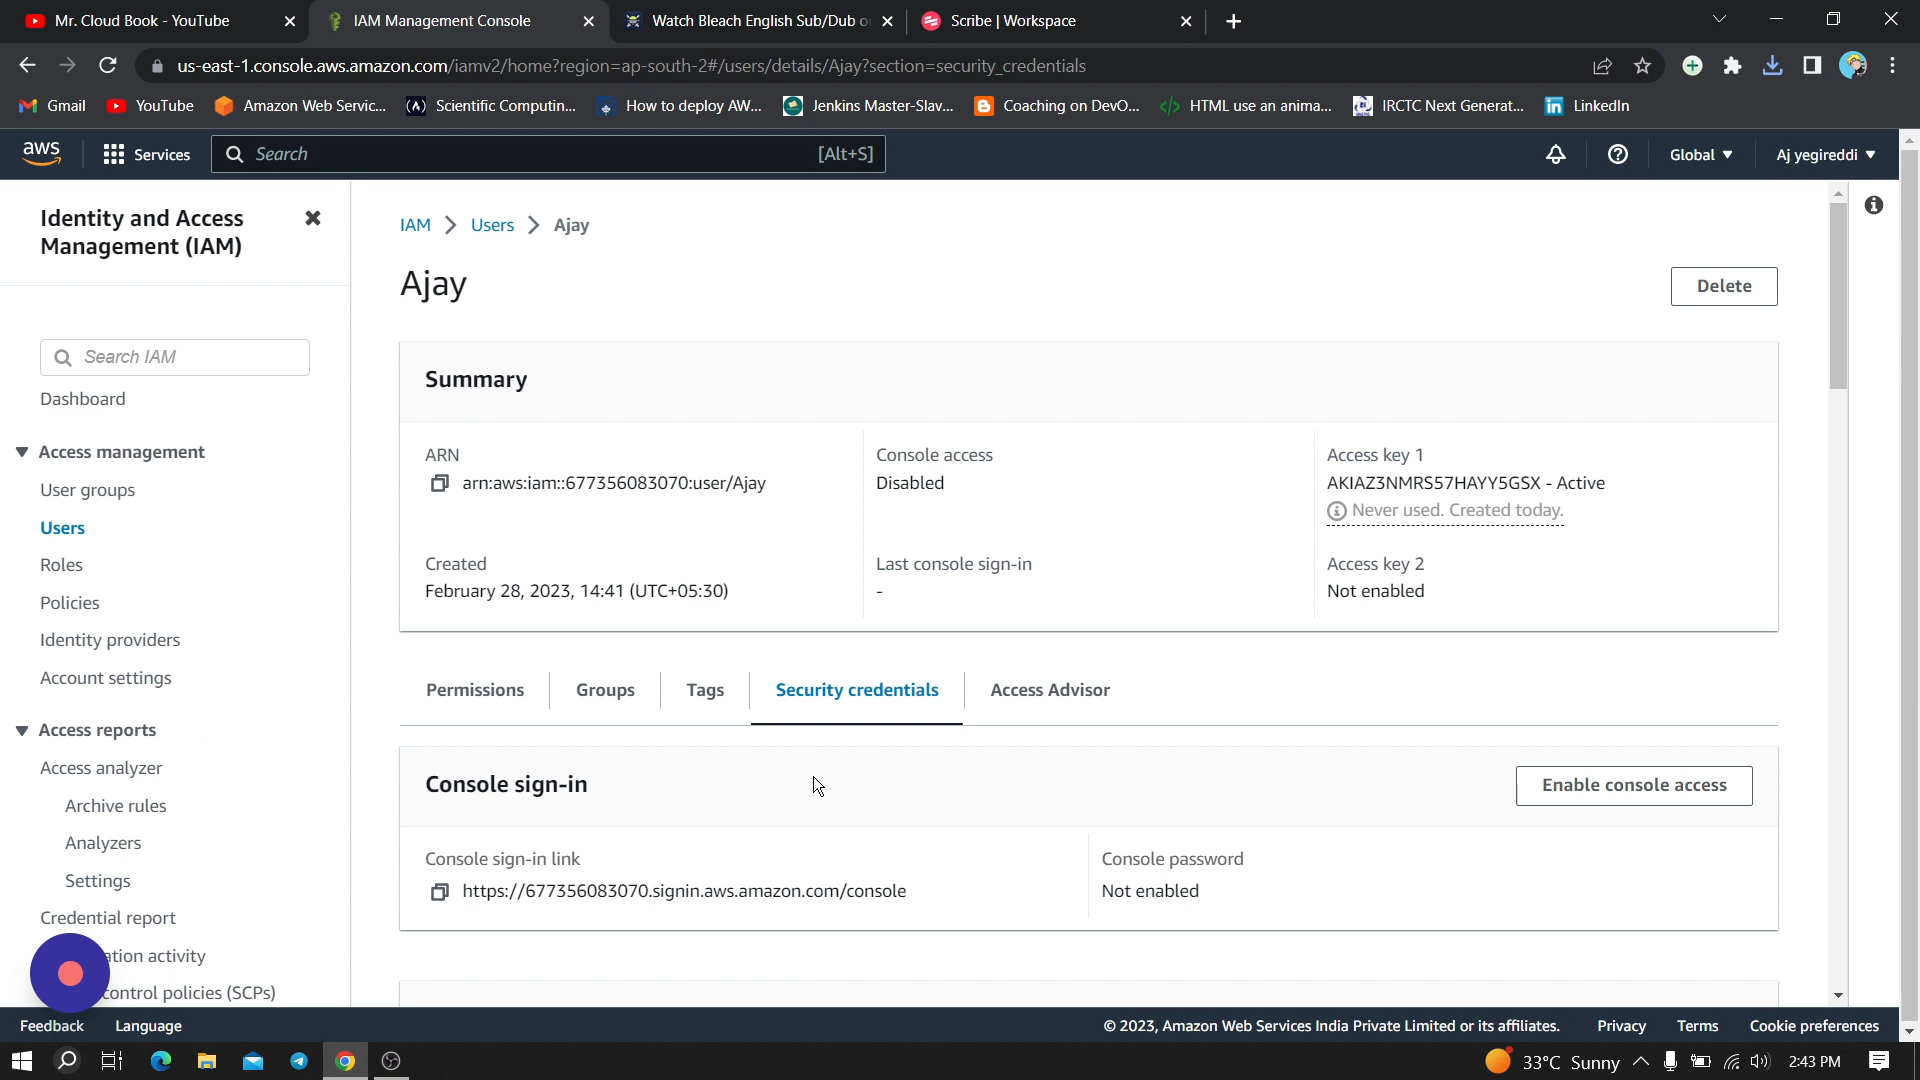 Mr. Cloud Book - YouTube
IAM Management Console
Watch Bleach English Sub/Dub o
Scribe | Workspace
us-east-1.console.aws.amazon.com/iamv2/home?region=ap-south-2#/users/details/Ajay?section=security_credentials
Gmail
YouTube
Amazon Web Servic...
Scientific Computin...
How to deploy AW...
Jenkins Master-Slav...
Coaching on DevO...
HTML use an anima...
IRCTC Next Generat...
LinkedIn
aws
Services
Search
[Alt+S]
Global
Aj yegireddi
Identity and Access
Management (IAM)
Search IAM
Dashboard
Access management
User groups
Users
Roles
Policies
Identity providers
Account settings
Access reports
Access analyzer
Archive rules
Analyzers
Settings
Credential report
ation activity
control policies (SCPs)
IAM > Users > Ajay
Ajay
Delete
Summary
ARN
arn:aws:iam::677356083070:user/Ajay
Console access
Disabled
Access key 1
AKIAZ3NMRS57HAYY5GSX - Active
Never used. Created today.
Created
February 28, 2023, 14:41 (UTC+05:30)
Last console sign-in
-
Access key 2
Not enabled
Permissions
Groups
Tags
Security credentials
Access Advisor
Console sign-in
Enable console access
Console sign-in link
https://677356083070.signin.aws.amazon.com/console
Console password
Not enabled
Feedback
Language
© 2023, Amazon Web Services India Private Limited or its affiliates.
Privacy
Terms
Cookie preferences
33°C Sunny
2:43 PM